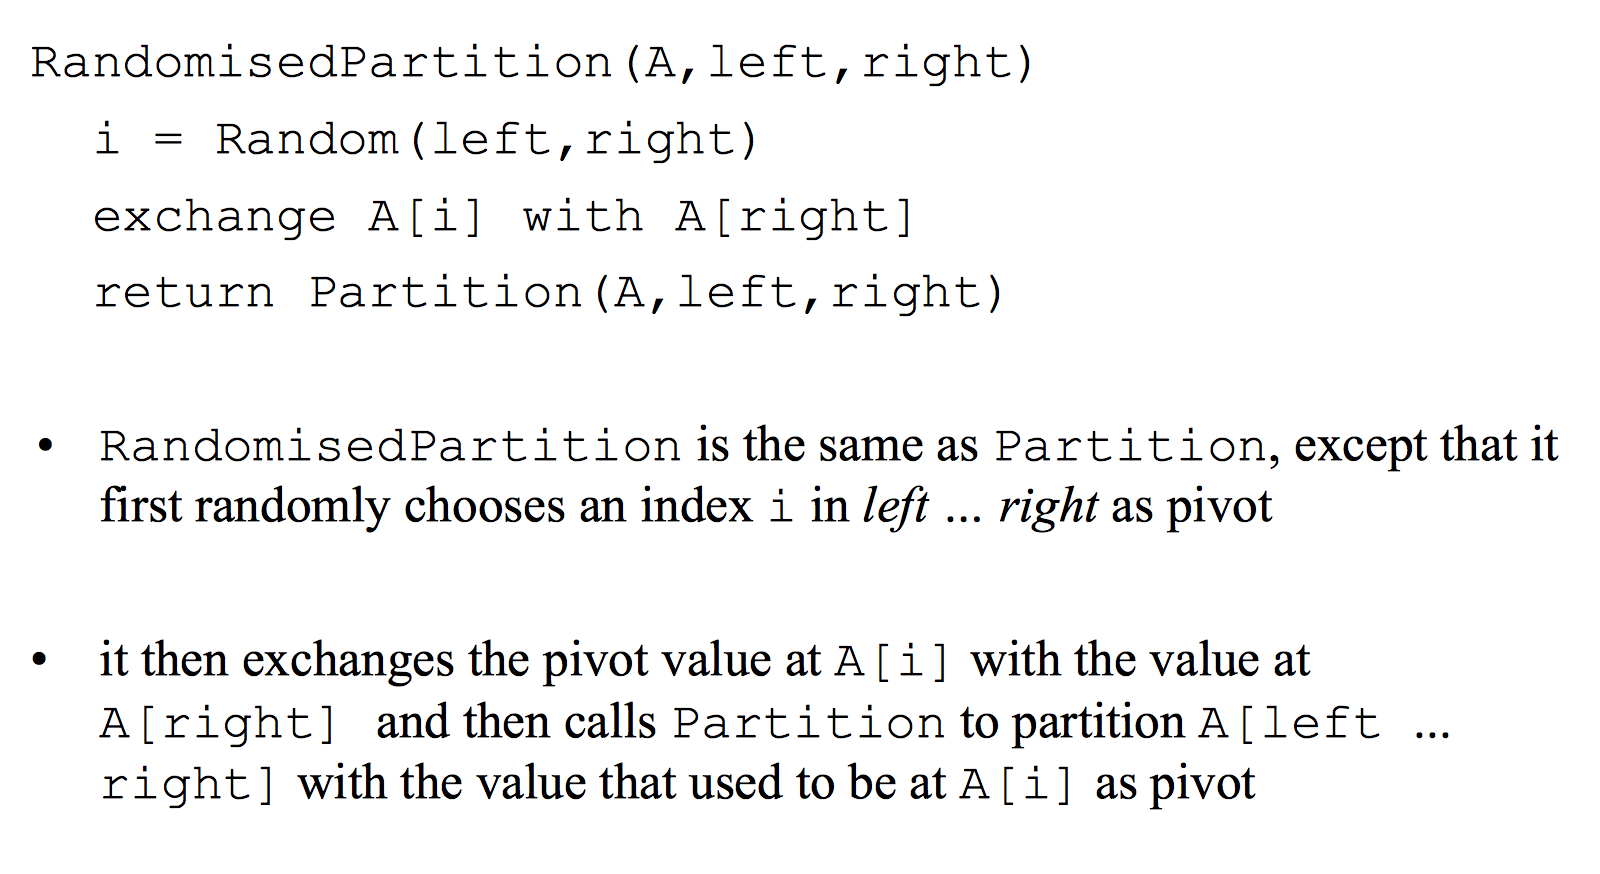 RandomisedPartition(A,left,right)
i = Random(left,right)
exchange A[i] with A[right]
return Partition(A,left,right)
• RandomisedPartition is the same as Partition, except that it
first randomly chooses an index i in left ... right as pivot
• it then exchanges the pivot value at A[i] with the value at
A[right] and then calls Partition to partition A[left ...
right] with the value that used to be at A[i] as pivot